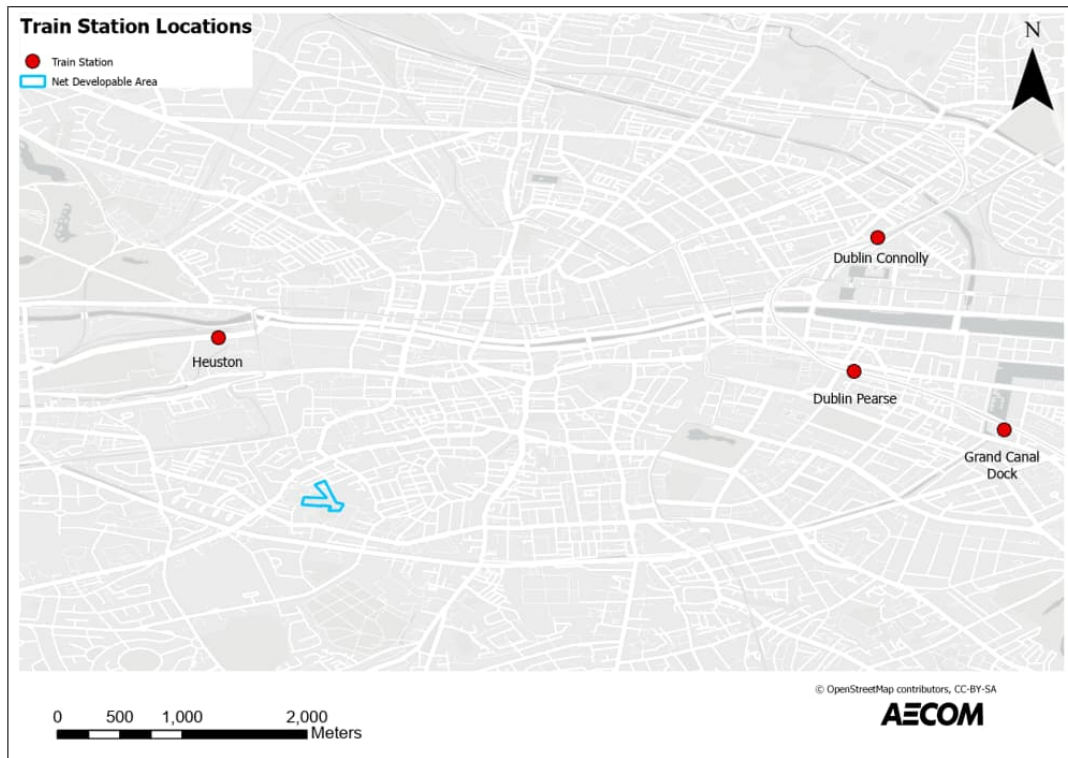 Train Station Locations
Train Station
Net Developable Area
N
Dublin Connolly
Heuston
Dublin Pearse
Grand Canal
Dock
© OpenStreetMap contributors, CC-BY-SA
AECOM
0 500 1,000 2,000
Meters